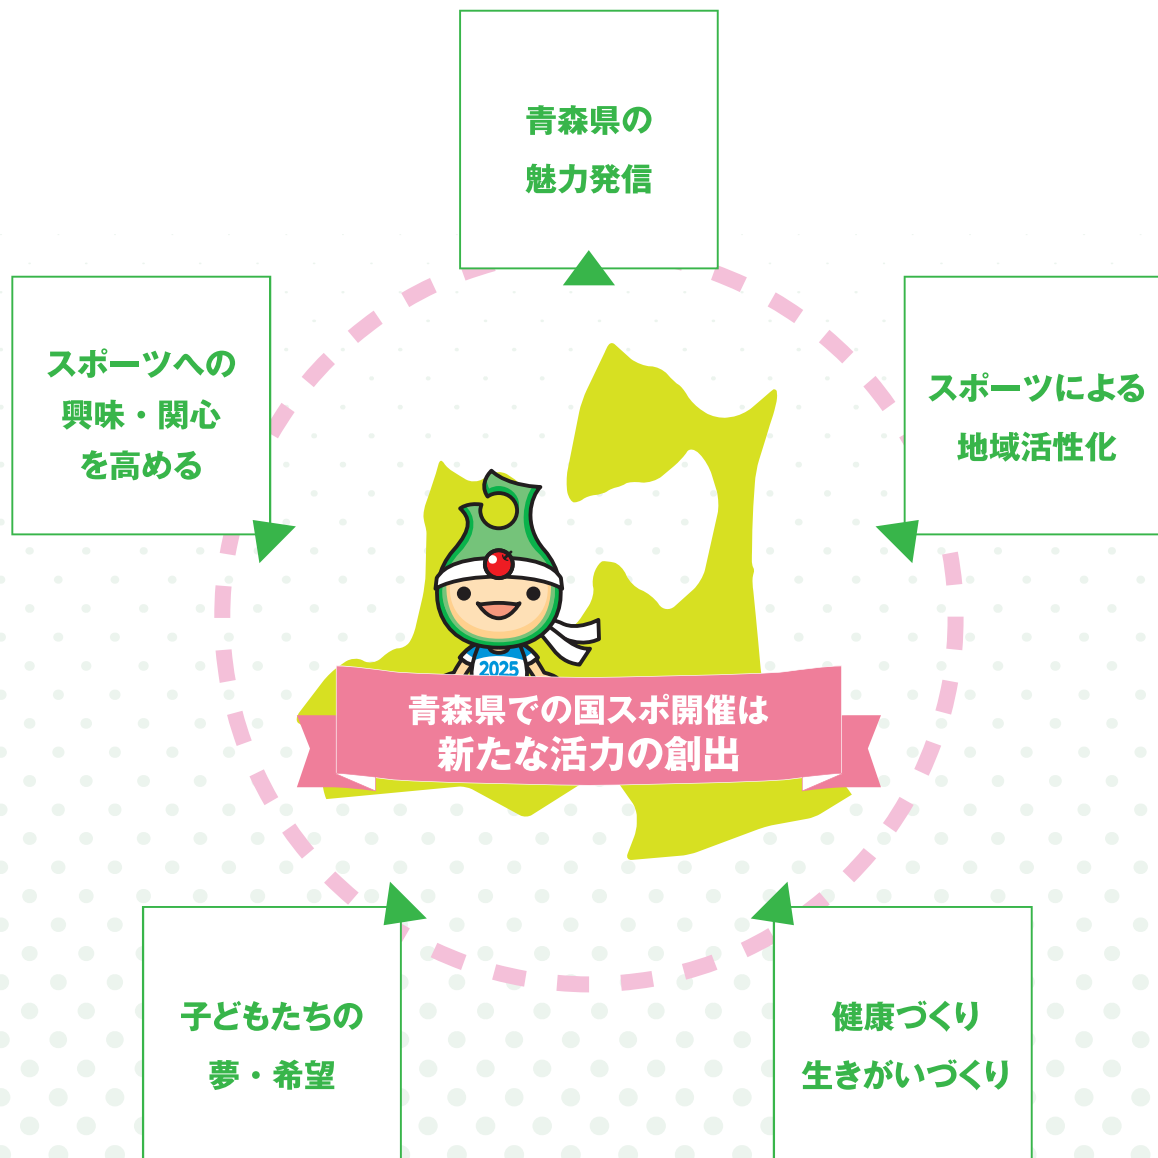 青森県の
魅力発信
スポーツへの
興味・関心
を高める
スポーツによる
地域活性化
2025
青森県での国スポ開催は
新たな活力の創出
子どもたちの
夢・希望
健康づくり
生きがいづくり